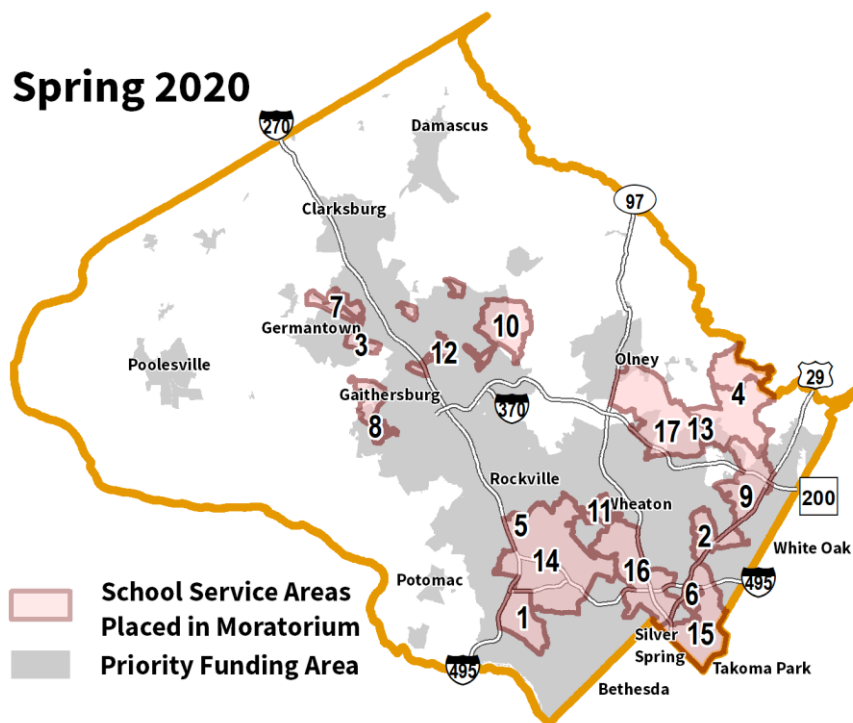 Spring 2020
270
Damascus
97
Clarksburg
7
Germantown
3
10
12
Poolesville
Olney
29
Gaithersburg
4
370
8
17
13
Rockville
9
200
5
11
Wheaton
2
14
White Oak
Potomac
16
495
6
School Service Areas
Placed in Moratorium
1
Silver
Spring
15
Priority Funding Area
495
Takoma Park
Bethesda